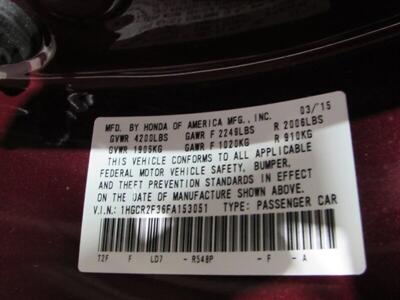 MFD. BY HONDA OF AMERICA MFG., INC. 03/15
GVWR 4200LBS GAWR F 2249LBS R 2006LBS
GVWR 1905KG GAWR F 1020KG R 910KG
THIS VEHICLE CONFORMS TO ALL APPLICABLE
FEDERAL MOTOR VEHICLE SAFETY, BUMPER,
AND THEFT PREVENTION STANDARDS IN EFFECT
ON THE DATE OF MANUFACTURE SHOWN ABOVE.
V.I.N.: 1HGCR2F36FA153051 TYPE: PASSENGER CAR
T2F F LD7 - R548P - F - A